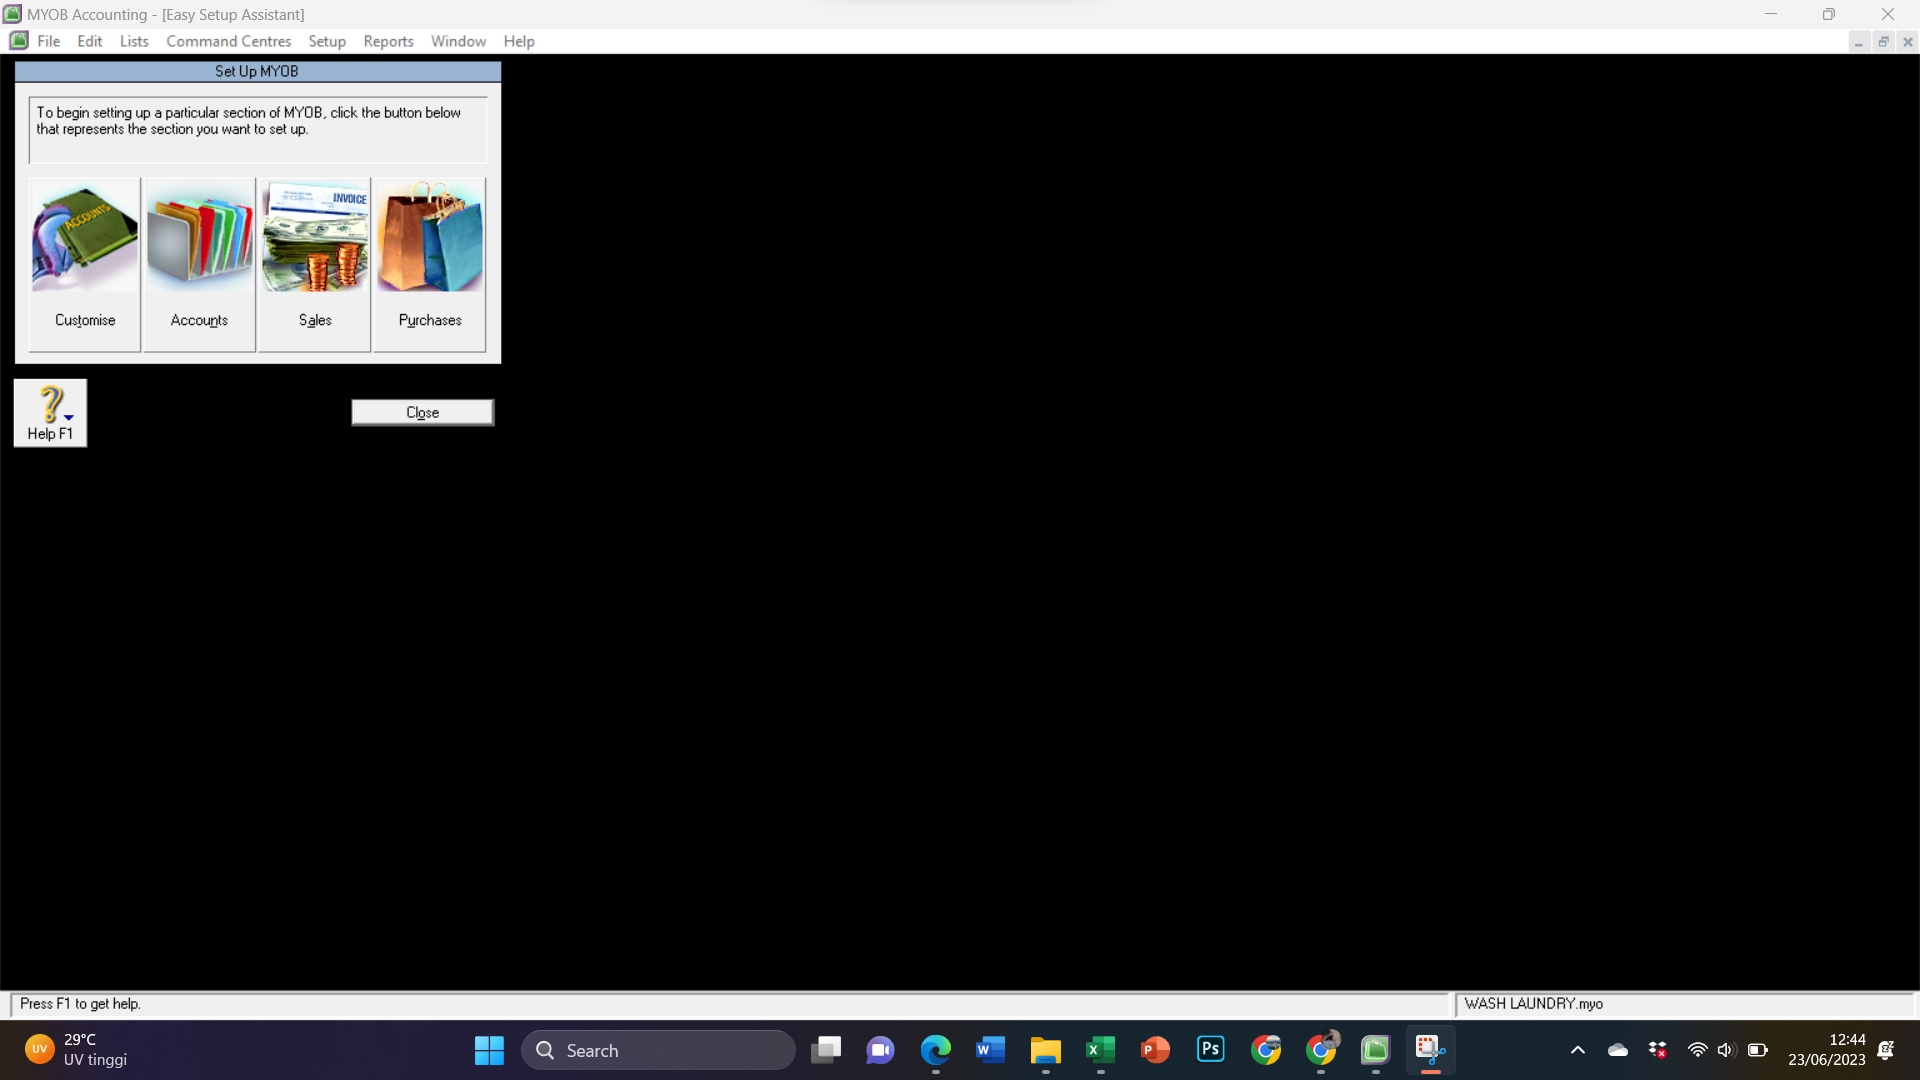 MYOB Accounting - [Easy Setup Assistant]
File Edit Lists Command Centres Setup Reports Window Help
Set Up MYOB
To begin setting up a particular section of MYOB, click the button below
that represents the section you want to set up.
ACCOUNTS
INVOICE
Customise Accounts Sales Purchases
Help F1
Close
Press F1 to get help.
WASH LAUNDRY.myo
UV
29°C
UV tinggi
Search
W
X
P
Ps
12:44
23/06/2023